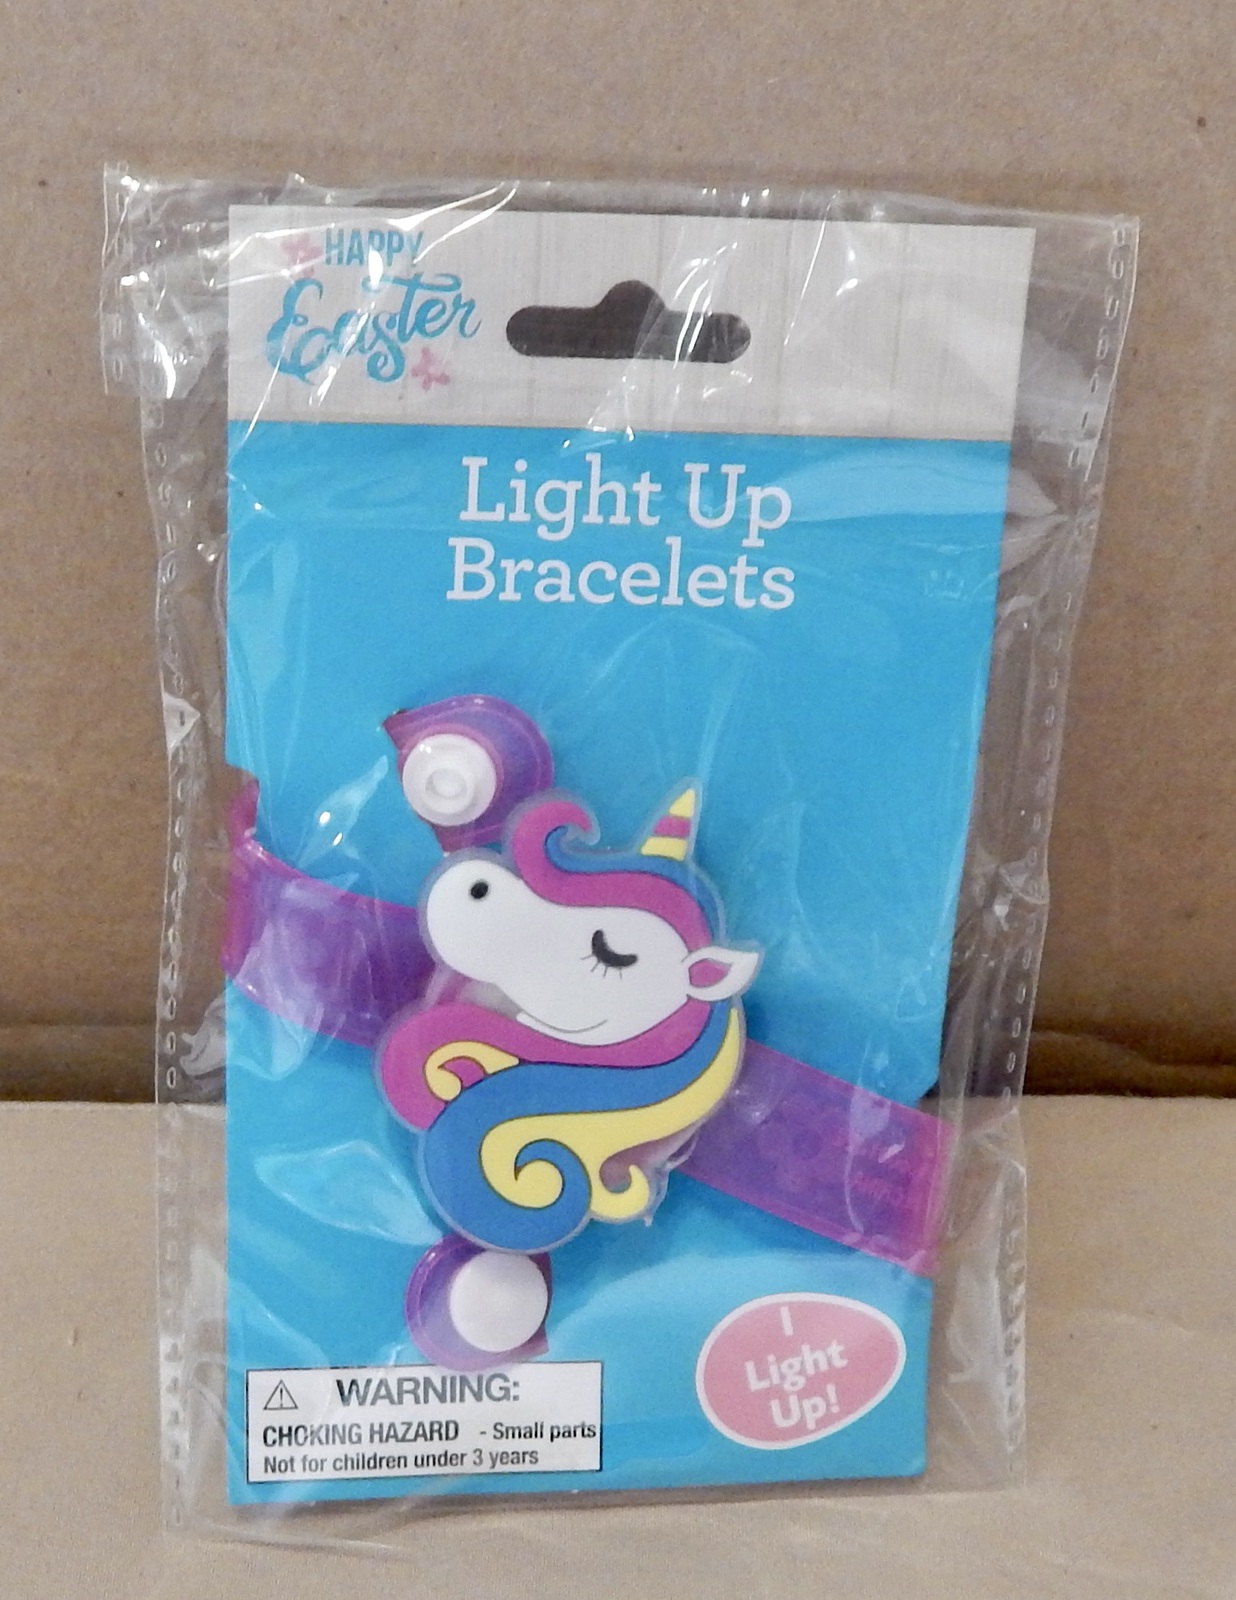 HAPPY
Easter
Light Up
Bracelets
I
Light
Up!
WARNING:
CHOKING HAZARD - Small parts
Not for children under 3 years